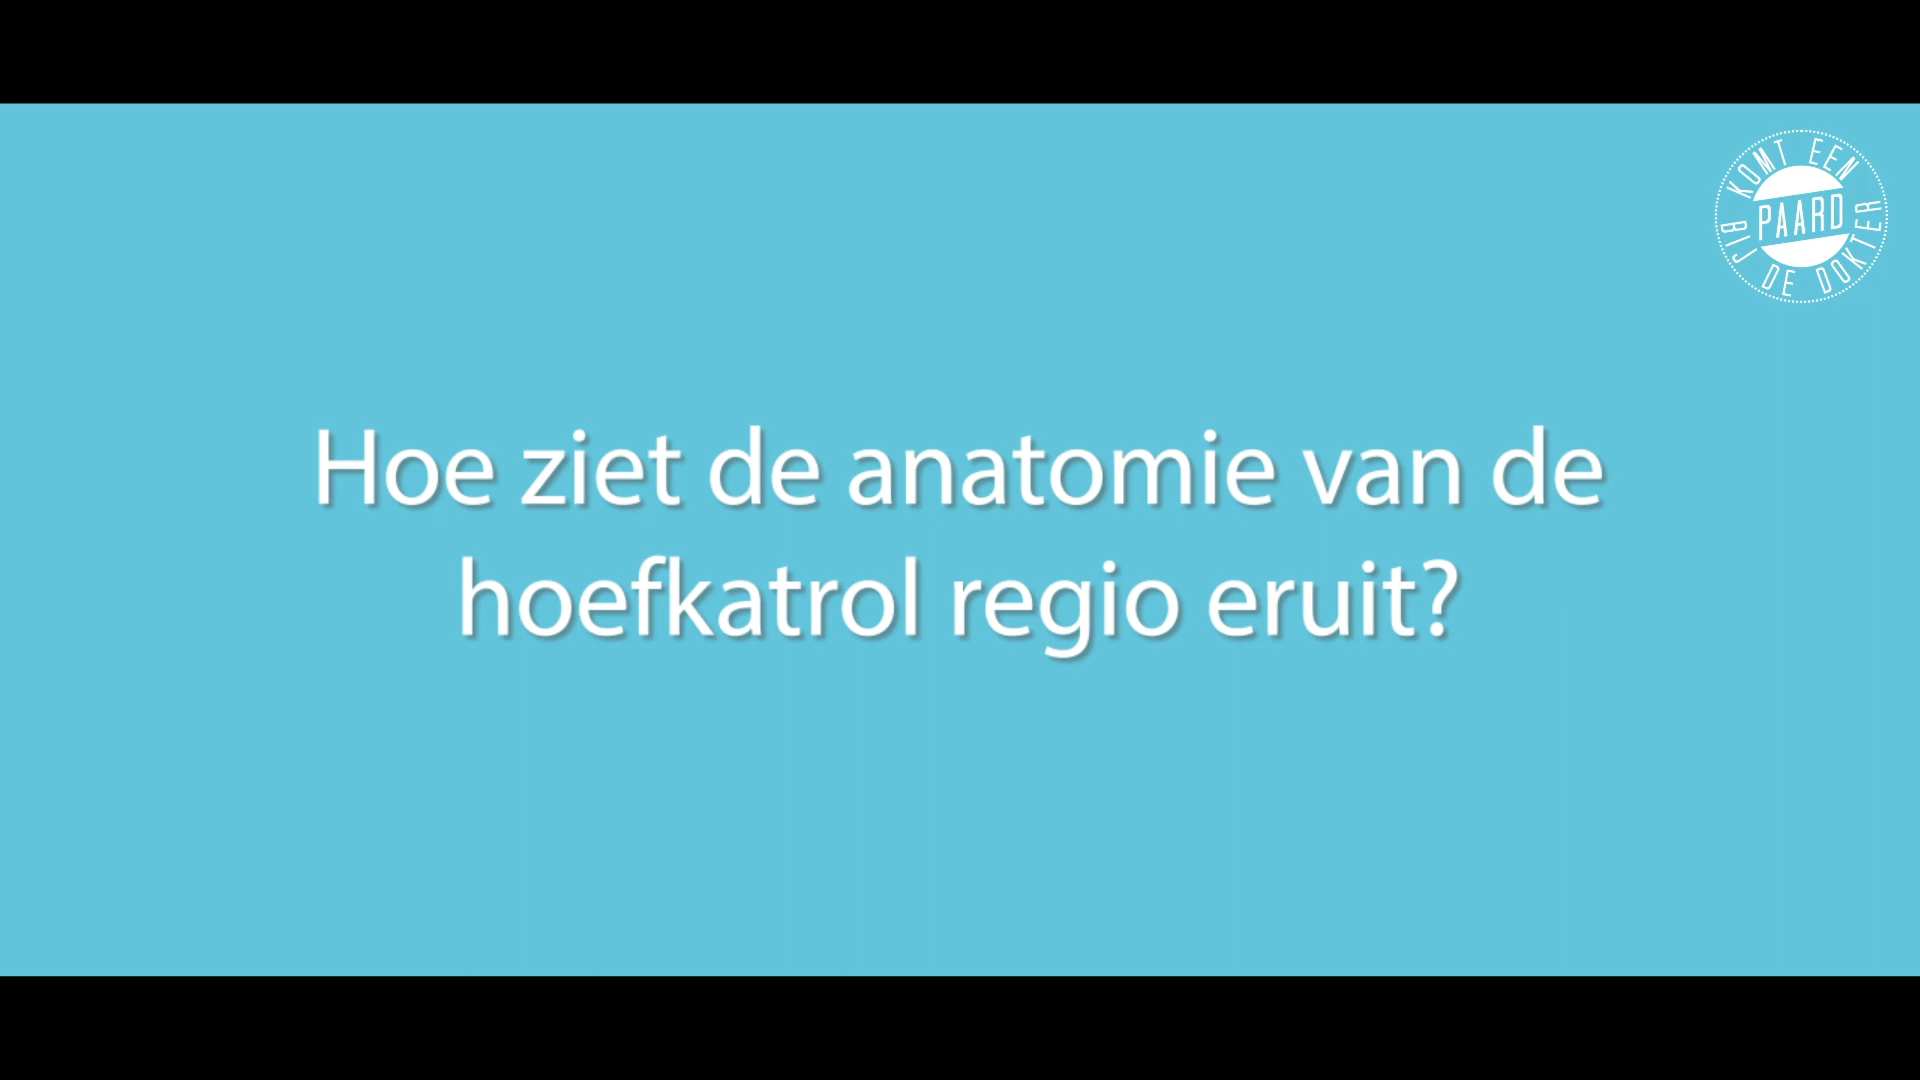 KOMT EEN
PAARD
BIJ DE DOKTER
Hoe ziet de anatomie van de
hoefkatrol regio eruit?